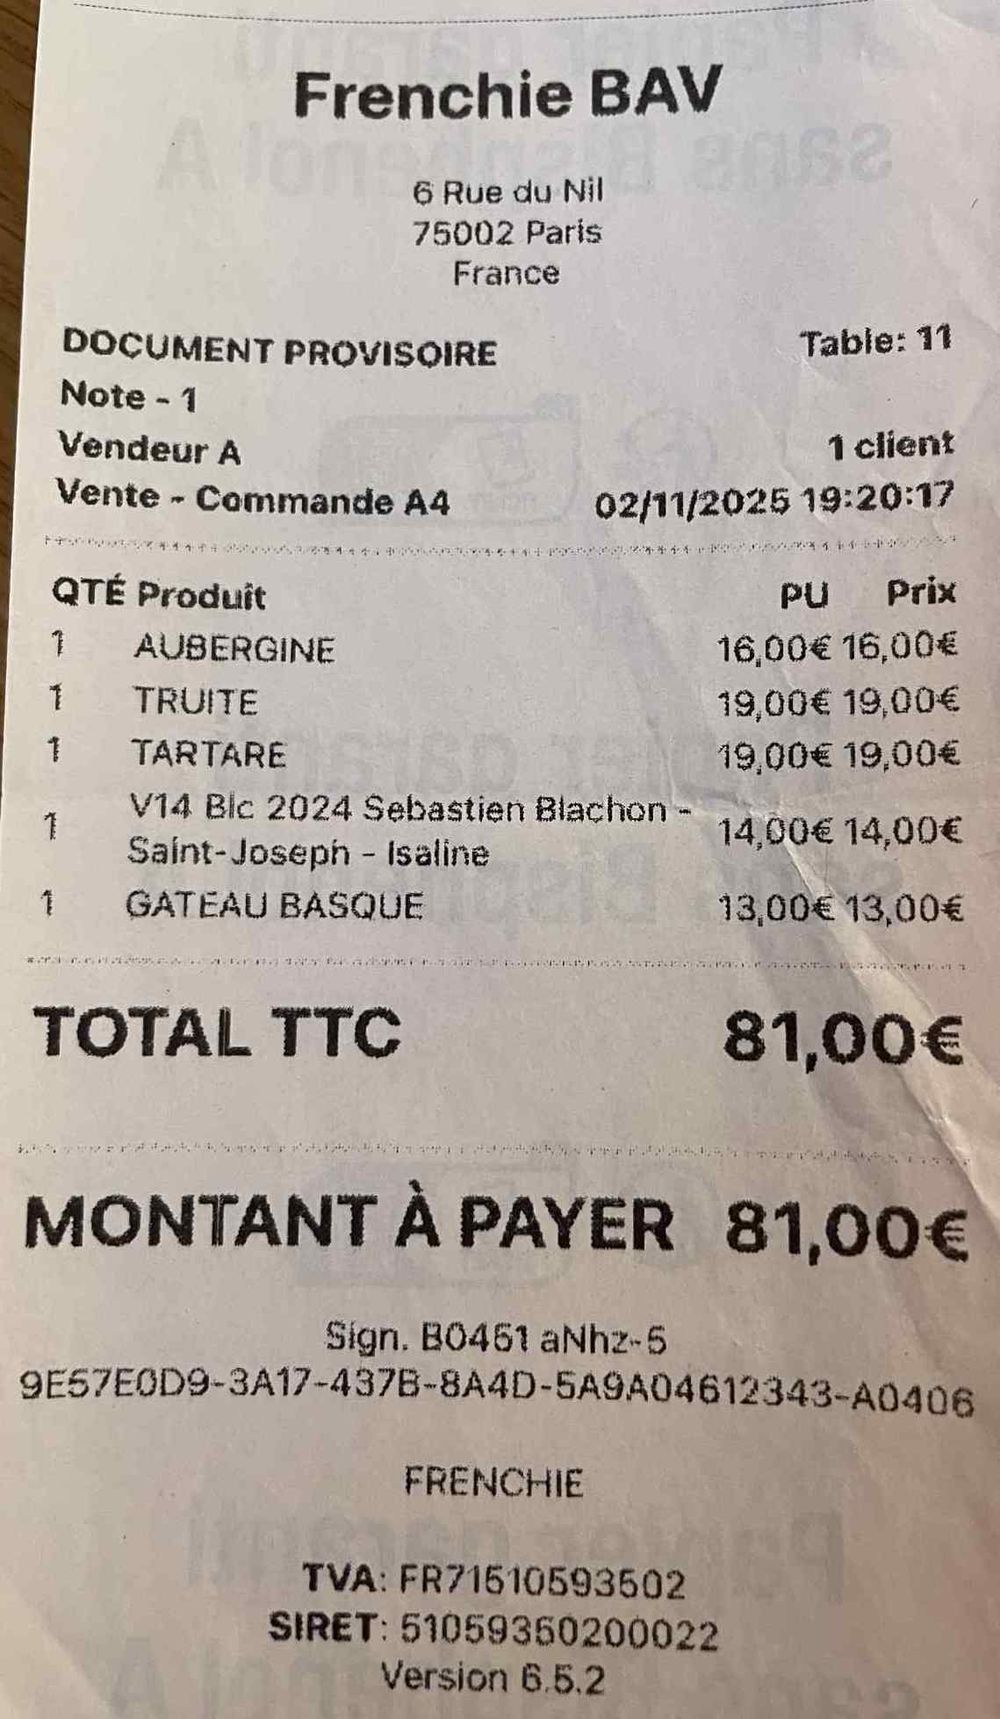 Frenchie BAV
6 Rue du Nil
75002 Paris
France
DOCUMENT PROVISOIRE Table: 11
Note - 1
Vendeur A 1 client
Vente - Commande A4 02/11/2025 19:20:17
QTÉ Produit PU Prix
1 AUBERGINE 16,00€ 16,00€
1 TRUITE 19,00€ 19,00€
1 TARTARE 19,00€ 19,00€
1 V14 Blc 2024 Sebastien Blachon -
Saint-Joseph - Isaline 14,00€ 14,00€
1 GATEAU BASQUE 13,00€ 13,00€
TOTAL TTC 81,00€
MONTANT À PAYER 81,00€
Sign. B0451 aNhz-5
9E57E0D9-3A17-437B-8A4D-5A9A04612343-A0406
FRENCHIE
TVA: FR71510593502
SIRET: 51059350200022
Version 6.5.2